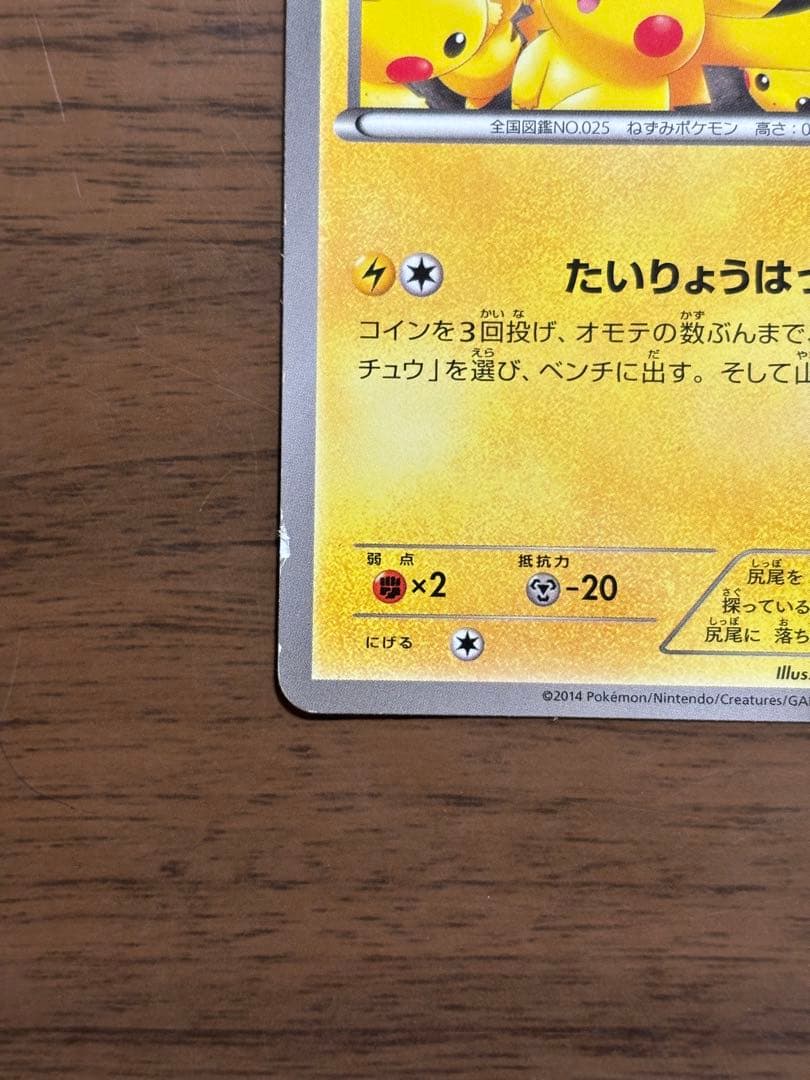 全国図鑑NO.025 ねずみポケモン 高さ:0
たいりょうはっ
かい な かず
コインを3回投げ、オモテの数ぶんまで、
えら だ や
チュウ」を選び、ベンチに出す。そして山
弱点 抵抗力
×2 -20
にげる
しっぽ
尻尾を
さぐ
探っている
しっぽ お
尻尾に 落ち
Illus.
©2014 Pokémon/Nintendo/Creatures/GA